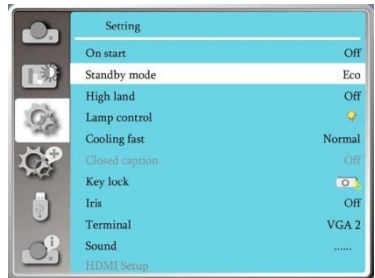 Setting
On start Off
Standby mode Eco
High land Off
Lamp control
Cooling fast Normal
Closed caption Off
Key lock
Iris Off
Terminal VGA 2
Sound ......
HDMI Setup